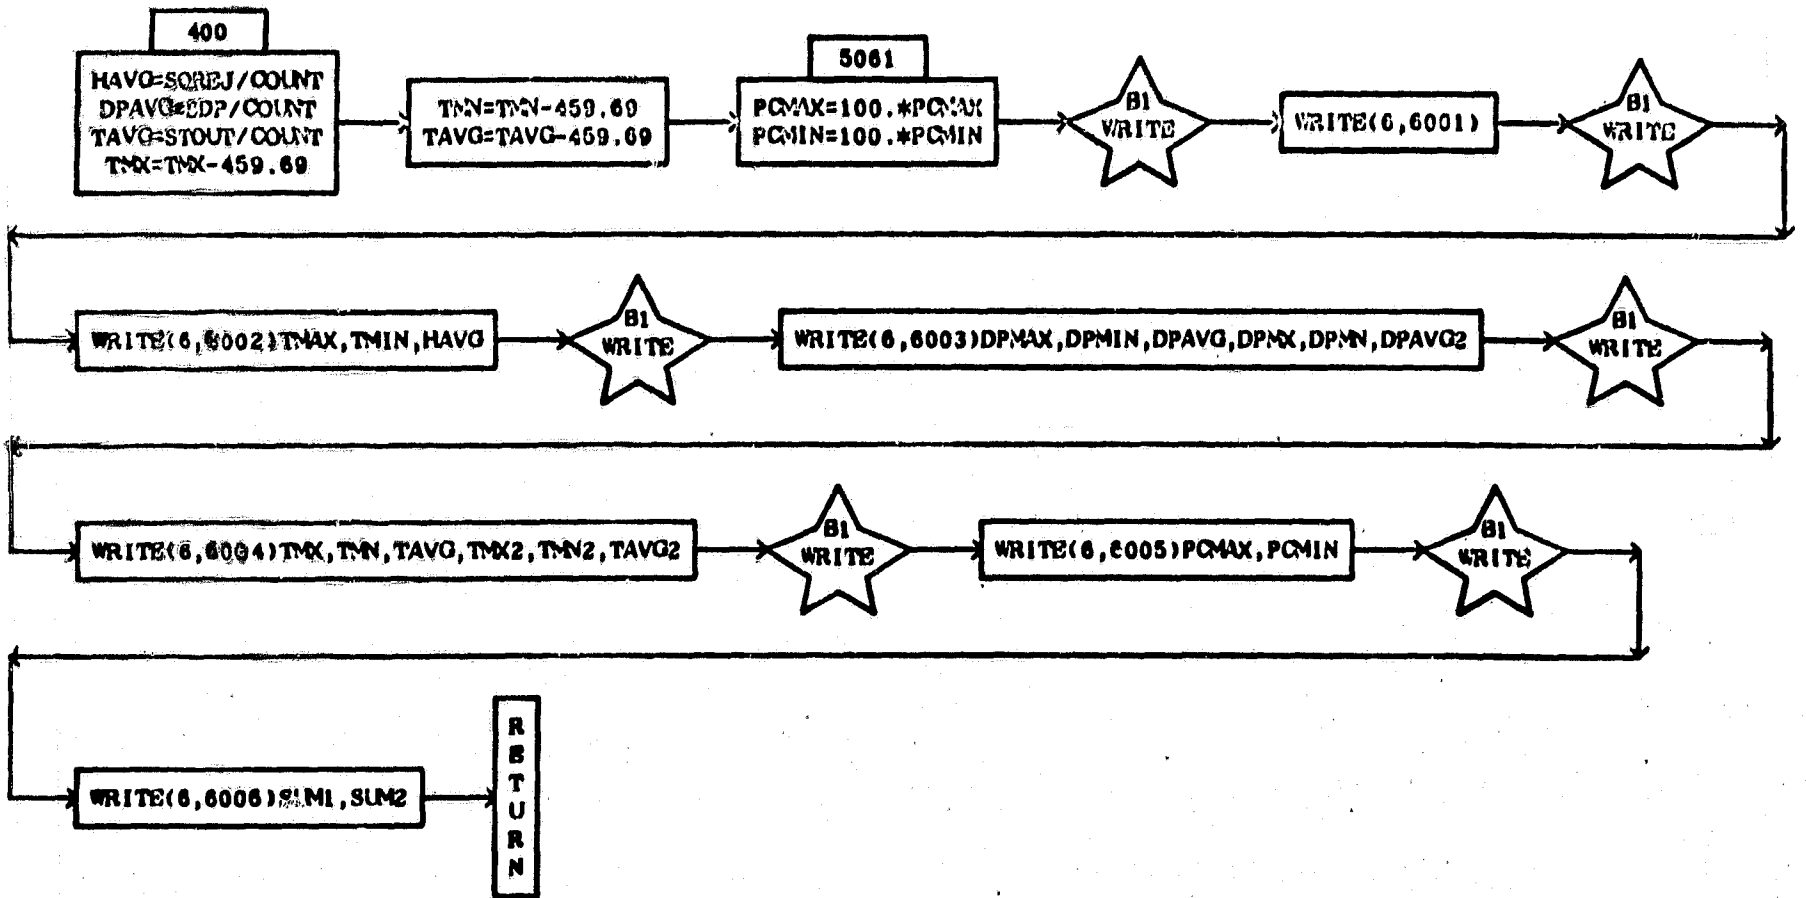 400
HAVG=SQREJ/COUNT
DPAVG=SDP/COUNT
TAVG=STOUT/COUNT
TMX=TMX-459.69
TMN=TMN-459.69
TAVG=TAVG-459.69
5061
PCMAX=100.*PCMAX
PCMIN=100.*PCMIN
B1
WRITE
WRITE(6,6001)
B1
WRITE
WRITE(6,6002)TMAX,TMIN,HAVG
B1
WRITE
WRITE(6,6003)DPMAX,DPMIN,DPAVG,DPMX,DPMN,DPAVG2
B1
WRITE
WRITE(6,6004)TMX,TMN,TAVG,TMX2,TMN2,TAVG2
B1
WRITE
WRITE(6,6005)PCMAX,PCMIN
B1
WRITE
WRITE(6,6006)SUM1,SUM2
RETURN